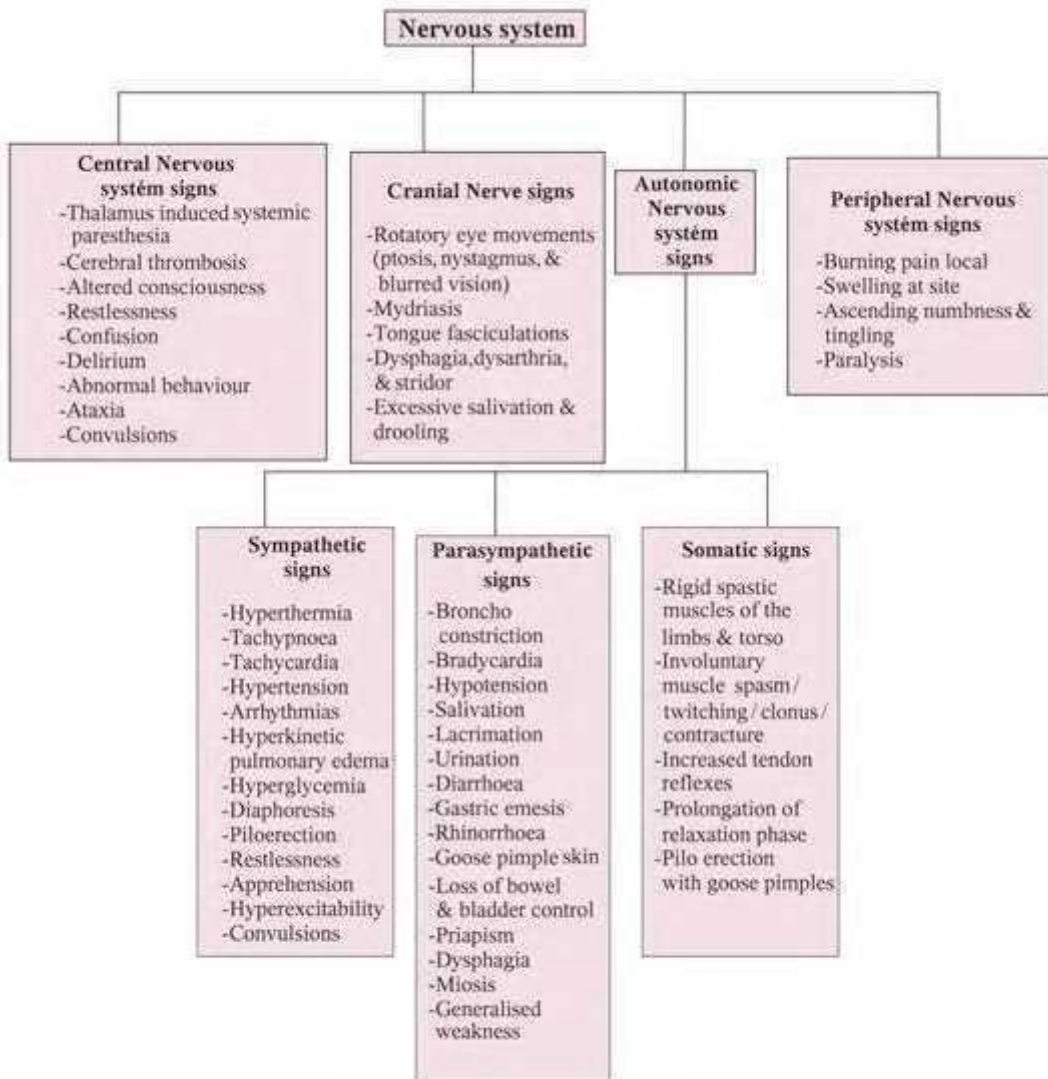 Nervous system
Central Nervous
systém signs
-Thalamus induced systemic
paresthesia
-Cerebral thrombosis
-Altered consciousness
-Restlessness
-Confusion
-Delirium
-Abnormal behaviour
-Ataxia
-Convulsions
Cranial Nerve signs
-Rotatory eye movements
(ptosis, nystagmus, &
blurred vision)
-Mydriasis
-Tongue fasciculations
-Dysphagia, dysarthria,
& stridor
-Excessive salivation &
drooling
Autonomic
Nervous
systém
signs
Peripheral Nervous
systém signs
-Burning pain local
-Swelling at site
-Ascending numbness &
tingling
-Paralysis
Sympathetic
signs
-Hyperthermia
-Tachypnoea
-Tachycardia
-Hypertension
-Arrhythmias
-Hyperkinetic
pulmonary edema
-Hyperglycemia
-Diaphoresis
-Piloerection
-Restlessness
-Apprehension
-Hyperexcitability
-Convulsions
Parasympathetic
signs
-Broncho
constriction
-Bradycardia
-Hypotension
-Salivation
-Lacrimation
-Urination
-Diarrhoea
-Gastric emesis
-Rhinorrhoea
-Goose pimple skin
-Loss of bowel
& bladder control
-Priapism
-Dysphagia
-Miosis
-Generalised
weakness
Somatic signs
-Rigid spastic
muscles of the
limbs & torso
-Involuntary
muscle spasm/
twitching/clonus/
contracture
-Increased tendon
reflexes
-Prolongation of
relaxation phase
-Pilo erection
with goose pimples